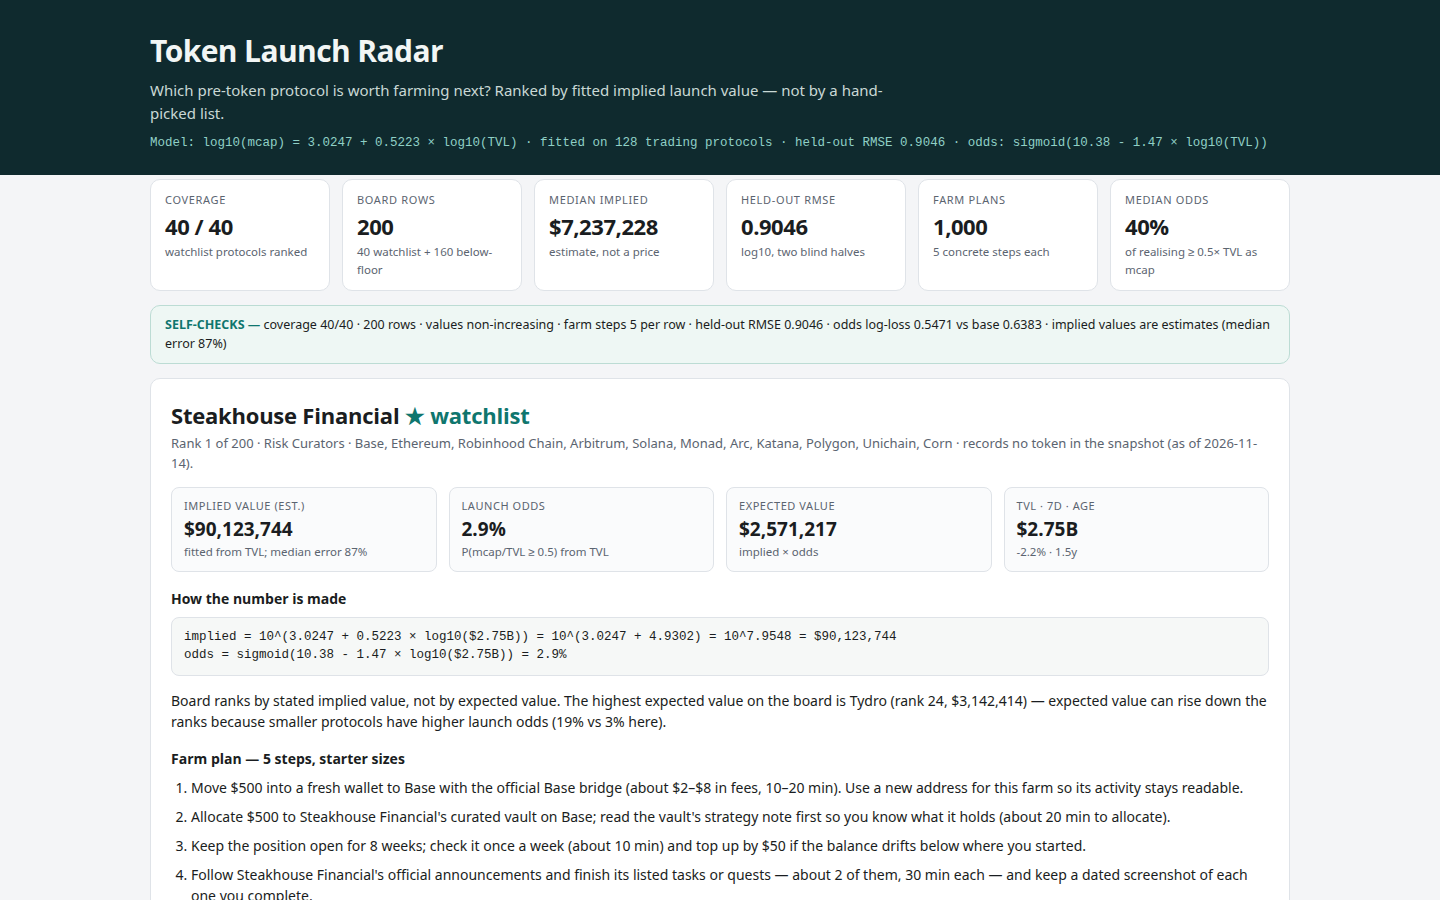 Token Launch Radar
Which pre-token protocol is worth farming next? Ranked by fitted implied launch value — not by a hand-
picked list.
Model: log10(mcap) = 3.0247 + 0.5223 × log10(TVL) · fitted on 128 trading protocols · held-out RMSE 0.9046 · odds: sigmoid(10.38 - 1.47 × log10(TVL))
COVERAGE
40 / 40
watchlist protocols ranked
BOARD ROWS
200
40 watchlist + 160 below-
floor
MEDIAN IMPLIED
$7,237,228
estimate, not a price
HELD-OUT RMSE
0.9046
log10, two blind halves
FARM PLANS
1,000
5 concrete steps each
MEDIAN ODDS
40%
of realising ≥ 0.5× TVL as
mcap
SELF-CHECKS — coverage 40/40 · 200 rows · values non-increasing · farm steps 5 per row · held-out RMSE 0.9046 · odds log-loss 0.5471 vs base 0.6383 · implied values are estimates (median
error 87%)
Steakhouse Financial ★ watchlist
Rank 1 of 200 · Risk Curators · Base, Ethereum, Robinhood Chain, Arbitrum, Solana, Monad, Arc, Katana, Polygon, Unichain, Corn · records no token in the snapshot (as of 2026-11-
14).
IMPLIED VALUE (EST.)
$90,123,744
fitted from TVL; median error 87%
LAUNCH ODDS
2.9%
P(mcap/TVL ≥ 0.5) from TVL
EXPECTED VALUE
$2,571,217
implied × odds
TVL · 7D · AGE
$2.75B
-2.2% · 1.5y
How the number is made
implied = 10^(3.0247 + 0.5223 × log10($2.75B)) = 10^(3.0247 + 4.9302) = 10^7.9548 = $90,123,744
odds = sigmoid(10.38 - 1.47 × log10($2.75B)) = 2.9%
Board ranks by stated implied value, not by expected value. The highest expected value on the board is Tydro (rank 24, $3,142,414) — expected value can rise down the
ranks because smaller protocols have higher launch odds (19% vs 3% here).
Farm plan — 5 steps, starter sizes
1. Move $500 into a fresh wallet to Base with the official Base bridge (about $2–$8 in fees, 10–20 min). Use a new address for this farm so its activity stays readable.
2. Allocate $500 to Steakhouse Financial's curated vault on Base; read the vault's strategy note first so you know what it holds (about 20 min to allocate).
3. Keep the position open for 8 weeks; check it once a week (about 10 min) and top up by $50 if the balance drifts below where you started.
4. Follow Steakhouse Financial's official announcements and finish its listed tasks or quests — about 2 of them, 30 min each — and keep a dated screenshot of each
one you complete.